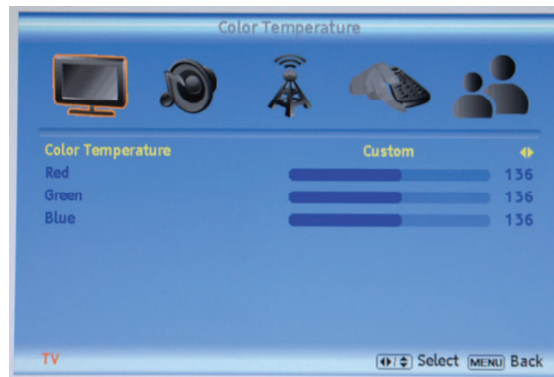 Color Temperature
Color Temperature Custom
Red 136
Green 136
Blue 136
TV Select MENU Back